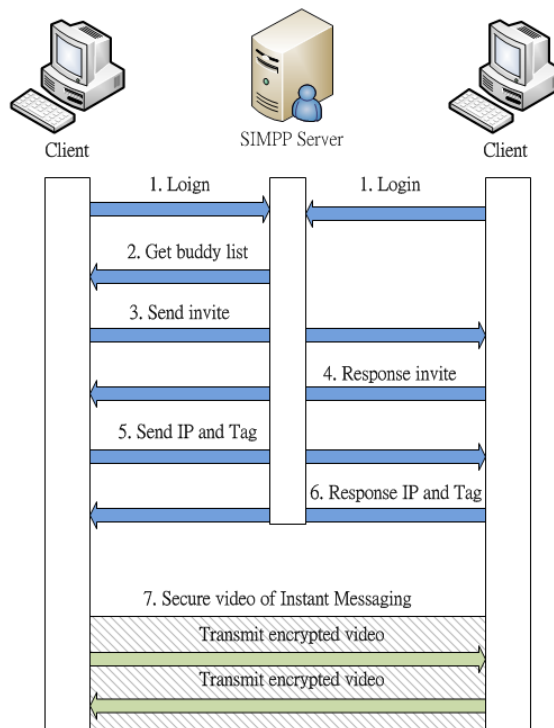 Client
SIMPP Server
Client
1. Loign
1. Login
2. Get buddy list
3. Send invite
4. Response invite
5. Send IP and Tag
6. Response IP and Tag
7. Secure video of Instant Messaging
Transmit encrypted video
Transmit encrypted video